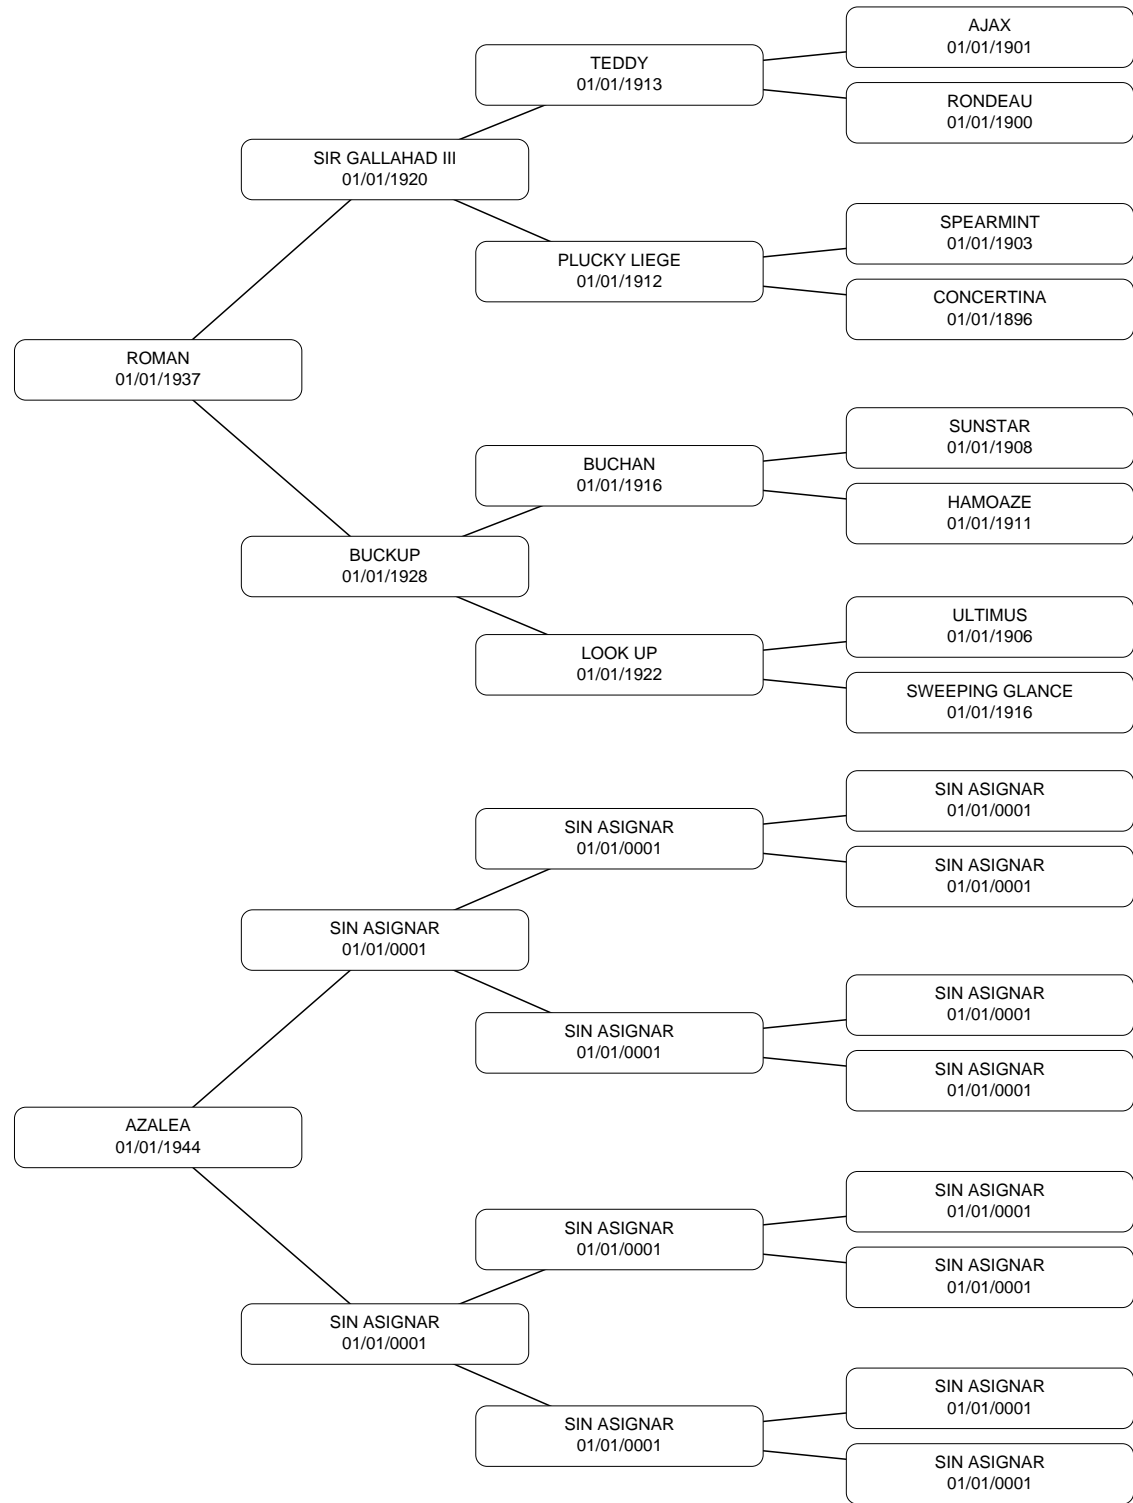 AJAX
01/01/1901
TEDDY
01/01/1913
RONDEAU
01/01/1900
SIR GALLAHAD III
01/01/1920
SPEARMINT
01/01/1903
PLUCKY LIEGE
01/01/1912
CONCERTINA
01/01/1896
ROMAN
01/01/1937
SUNSTAR
01/01/1908
BUCHAN
01/01/1916
HAMOAZE
01/01/1911
BUCKUP
01/01/1928
ULTIMUS
01/01/1906
LOOK UP
01/01/1922
SWEEPING GLANCE
01/01/1916
SIN ASIGNAR
01/01/0001
SIN ASIGNAR
01/01/0001
SIN ASIGNAR
01/01/0001
SIN ASIGNAR
01/01/0001
SIN ASIGNAR
01/01/0001
SIN ASIGNAR
01/01/0001
SIN ASIGNAR
01/01/0001
AZALEA
01/01/1944
SIN ASIGNAR
01/01/0001
SIN ASIGNAR
01/01/0001
SIN ASIGNAR
01/01/0001
SIN ASIGNAR
01/01/0001
SIN ASIGNAR
01/01/0001
SIN ASIGNAR
01/01/0001
SIN ASIGNAR
01/01/0001